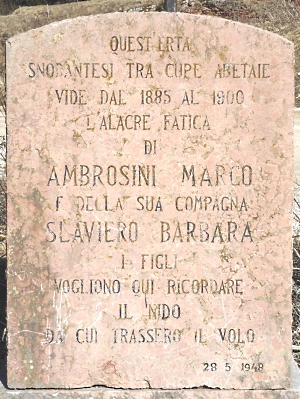 QUEST'ERTA
SNODANTESI TRA CUPE ABETAIE
VIDE DAL 1885 AL 1900
L'ALACRE FATICA
DI
AMBROSINI MARCO
E DELLA SUA COMPAGNA
SLAVIERO BARBARA
I FIGLI
VOGLIONO QUI RICORDARE
IL NIDO
DA CUI TRASSERO IL VOLO
28 5 1948